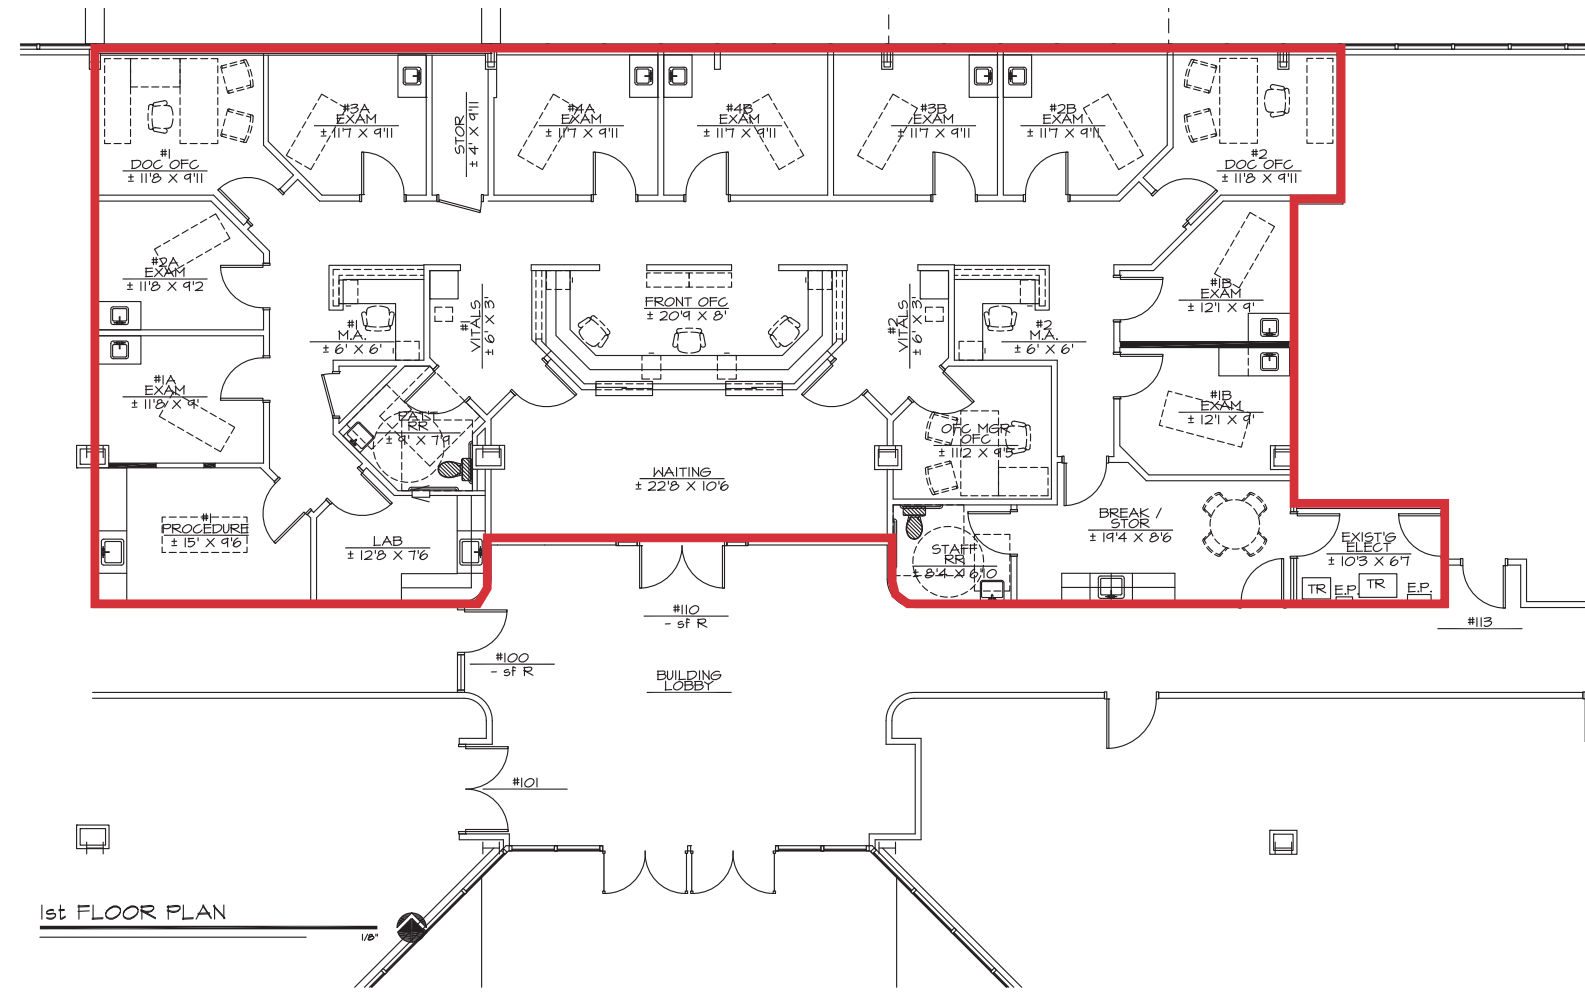 #3A
EXAM
± 11'7 X 9'11
STOR
± 4' X 9'11
#4A
EXAM
± 11'7 X 9'11
#4B
EXAM
± 11'7 X 9'11
#3B
EXAM
± 11'7 X 9'11
#2B
EXAM
± 11'7 X 9'11
#1
DOC OFC
± 11'8 X 9'11
#2
DOC OFC
± 11'8 X 9'11
#2A
EXAM
± 11'8 X 9'2
#1B
EXAM
± 12'1 X 9'
#1
M.A.
± 6' X 6'
#1
VITALS
± 6' X 3'
FRONT OFC
± 20'9 X 8'
#2
VITALS
± 6' X 3'
#2
M.A.
± 6' X 6'
#1A
EXAM
± 11'8 X 9'
#1B
EXAM
± 12'1 X 9'
PAT'T
RR
± 9' X 7'9
OFC MGR
OFC
± 11'2 X 9'5
WAITING
± 22'8 X 10'6
#1
PROCEDURE
± 15' X 9'6
LAB
± 12'8 X 7'6
STAFF
RR
± 8'4 X 6'10
BREAK /
STOR
± 19'4 X 8'6
EXIST'G
ELECT
± 10'3 X 6'7
TR
E.P.
TR
E.P.
#110
- sf R
#113
#100
- sf R
BUILDING
LOBBY
#101
1st FLOOR PLAN
1/8"